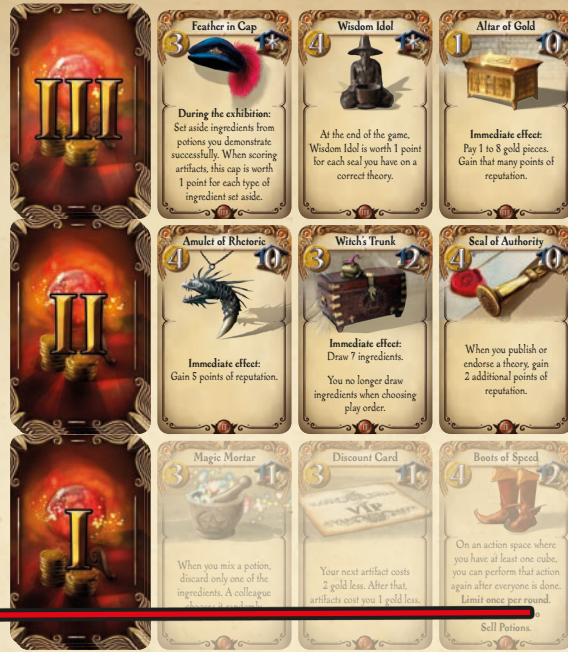 III
Feather in Cap
3
1*
During the exhibition:
Set aside ingredients from
potions you demonstrate
successfully. When scoring
artifacts, this cap is worth
1 point for each type of
ingredient set aside.
III
Wisdom Idol
4
1*
At the end of the game,
Wisdom Idol is worth 1 point
for each seal you have on a
correct theory.
III
Altar of Gold
1
0
Immediate effect:
Pay 1 to 8 gold pieces.
Gain that many points of
reputation.
III
II
Amulet of Rhetoric
4
0
Immediate effect:
Gain 5 points of reputation.
II
Witch's Trunk
3
2
Immediate effect:
Draw 7 ingredients.
You no longer draw
ingredients when choosing
play order.
II
Seal of Authority
4
0
When you publish or
endorse a theory, gain
2 additional points of
reputation.
II
I
Magic Mortar
3
1
When you mix a potion,
discard only one of the
ingredients. A colleague
Discount Card
3
1
VIP
Your next artifact costs
2 gold less. After that,
artifacts cost you 1 gold less.
Boots of Speed
4
2
On an action space where
you have at least one cube,
you can perform that action
again after everyone is done.
Limit once per round.
Sell Potions.